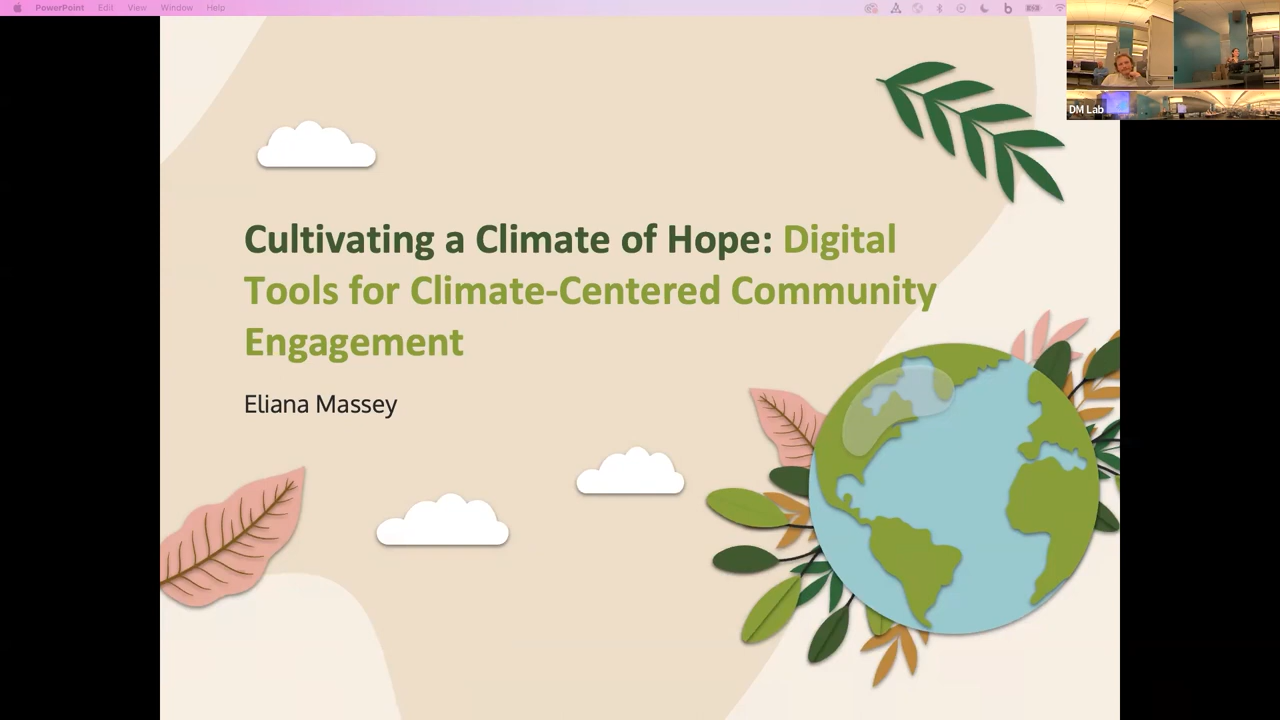 PowerPoint Edit View Window Help
DM Lab
Cultivating a Climate of Hope: Digital
Tools for Climate-Centered Community
Engagement
Eliana Massey